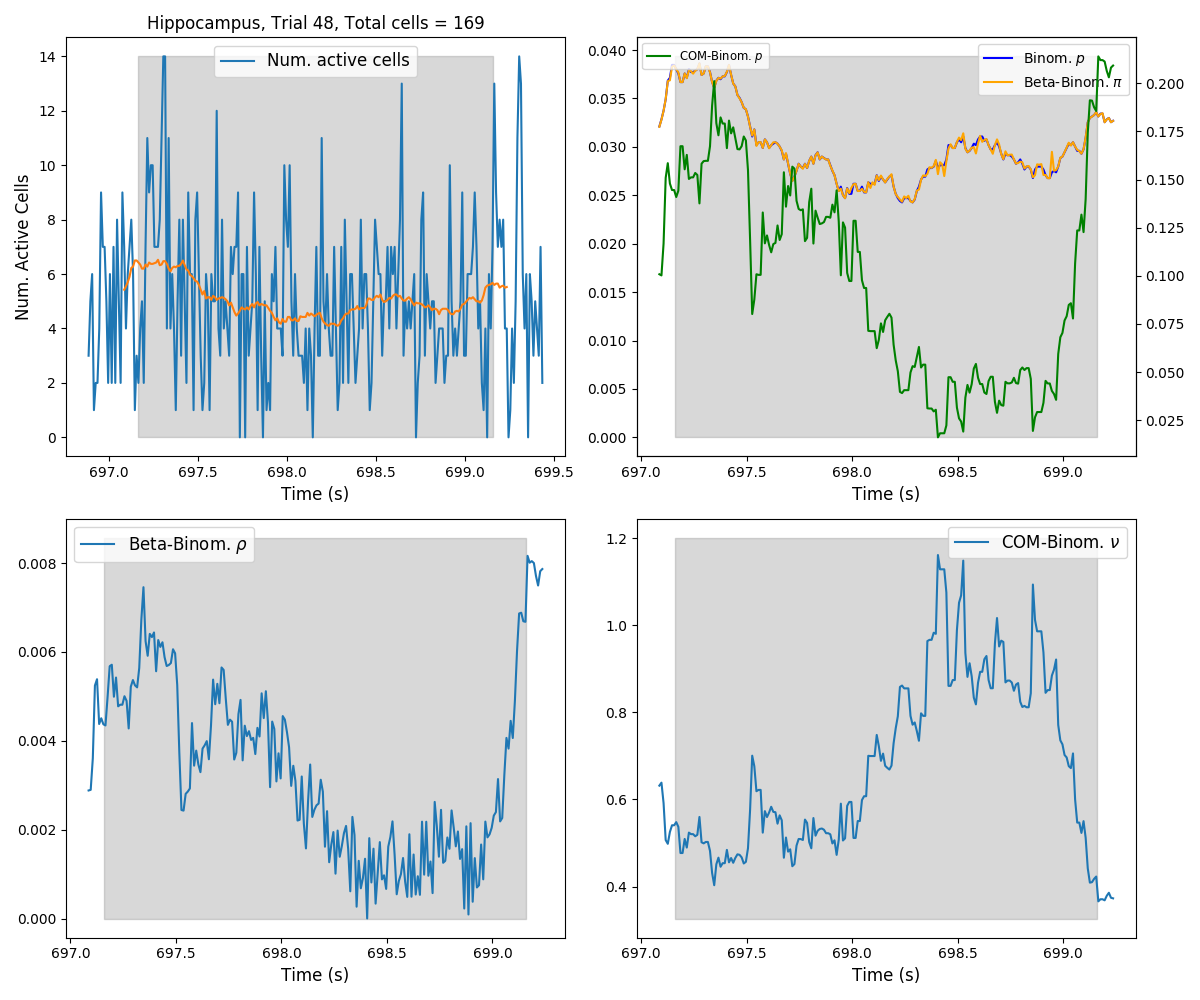 Hippocampus, Trial 48, Total cells = 169
Num. active cells
Num. Active Cells
14
12
10
8
6
4
2
0
697.0 697.5 698.0 698.5 699.0 699.5
Time (s)
COM-Binom. p
Binom. p
Beta-Binom. π
0.040
0.035
0.030
0.025
0.020
0.015
0.010
0.005
0.000
0.200
0.175
0.150
0.125
0.100
0.075
0.050
0.025
697.0 697.5 698.0 698.5 699.0
Time (s)
Beta-Binom. ρ
0.008
0.006
0.004
0.002
0.000
697.0 697.5 698.0 698.5 699.0
Time (s)
COM-Binom. ν
1.2
1.0
0.8
0.6
0.4
697.0 697.5 698.0 698.5 699.0
Time (s)